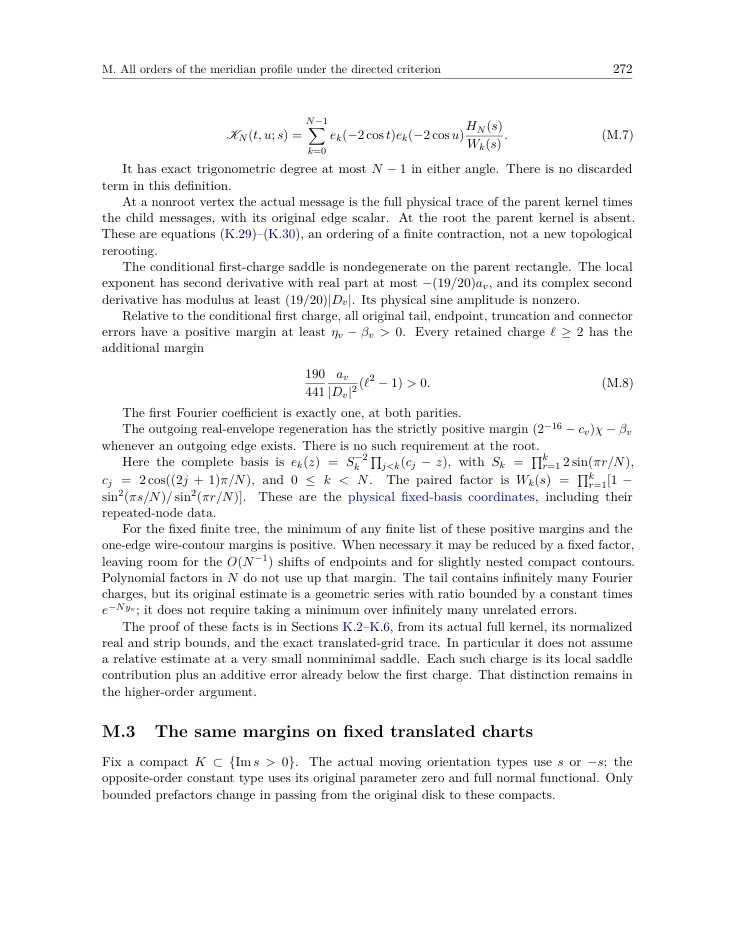 M. All orders of the meridian profile under the directed criterion 272
𝒦_N(t, u; s) = ∑_{k=0}^{N−1} e_k(−2 cos t)e_k(−2 cos u) H_N(s)/W_k(s). (M.7)
It has exact trigonometric degree at most N − 1 in either angle. There is no discarded
term in this definition.
At a nonroot vertex the actual message is the full physical trace of the parent kernel times
the child messages, with its original edge scalar. At the root the parent kernel is absent.
These are equations (K.29)–(K.30), an ordering of a finite contraction, not a new topological
rerooting.
The conditional first-charge saddle is nondegenerate on the parent rectangle. The local
exponent has second derivative with real part at most −(19/20)a_v, and its complex second
derivative has modulus at least (19/20)|D_v|. Its physical sine amplitude is nonzero.
Relative to the conditional first charge, all original tail, endpoint, truncation and connector
errors have a positive margin at least η_v − β_v > 0. Every retained charge ℓ ≥ 2 has the
additional margin
190/441 a_v/|D_v|² (ℓ² − 1) > 0. (M.8)
The first Fourier coefficient is exactly one, at both parities.
The outgoing real-envelope regeneration has the strictly positive margin (2^{−16} − c_v)χ − β_v
whenever an outgoing edge exists. There is no such requirement at the root.
Here the complete basis is e_k(z) = S_k^{−2} ∏_{j<k}(c_j − z), with S_k = ∏_{r=1}^k 2 sin(πr/N),
c_j = 2 cos((2j + 1)π/N), and 0 ≤ k < N. The paired factor is W_k(s) = ∏_{r=1}^k[1 −
sin²(πs/N)/ sin²(πr/N)]. These are the physical fixed-basis coordinates, including their
repeated-node data.
For the fixed finite tree, the minimum of any finite list of these positive margins and the
one-edge wire-contour margins is positive. When necessary it may be reduced by a fixed factor,
leaving room for the O(N^{−1}) shifts of endpoints and for slightly nested compact contours.
Polynomial factors in N do not use up that margin. The tail contains infinitely many Fourier
charges, but its original estimate is a geometric series with ratio bounded by a constant times
e^{−Ny_v}; it does not require taking a minimum over infinitely many unrelated errors.
The proof of these facts is in Sections K.2–K.6, from its actual full kernel, its normalized
real and strip bounds, and the exact translated-grid trace. In particular it does not assume
a relative estimate at a very small nonminimal saddle. Each such charge is its local saddle
contribution plus an additive error already below the first charge. That distinction remains in
the higher-order argument.
M.3 The same margins on fixed translated charts
Fix a compact K ⊂ {Im s > 0}. The actual moving orientation types use s or −s; the
opposite-order constant type uses its original parameter zero and full normal functional. Only
bounded prefactors change in passing from the original disk to these compacts.